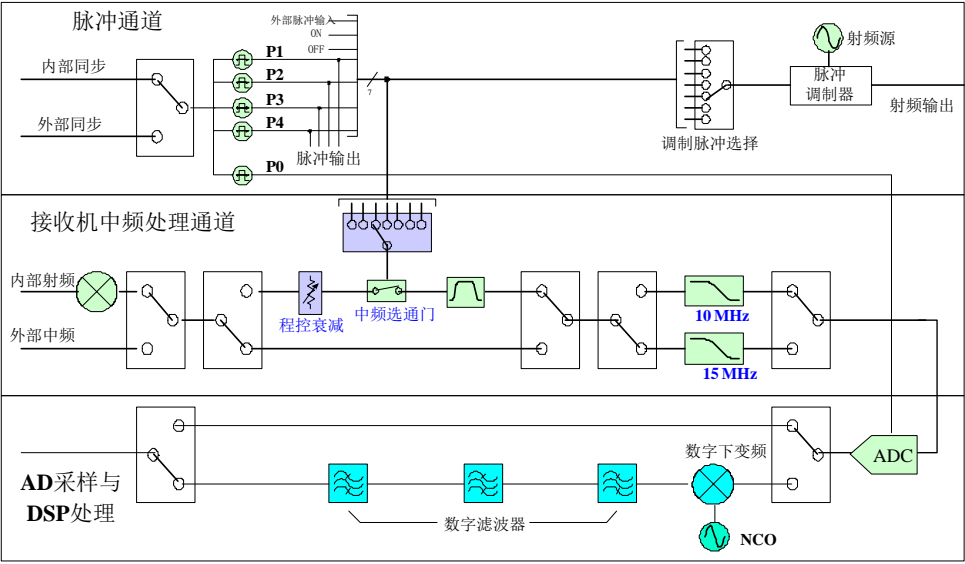 脉冲通道
外部脉冲输入
ON
OFF
射频源
内部同步
P1
P2
7
脉冲
调制器
射频输出
P3
外部同步
P4
脉冲输出
调制脉冲选择
P0
接收机中频处理通道
内部射频
程控衰减
中频选通门
10 MHz
外部中频
15 MHz
数字下变频
ADC
AD采样与
DSP处理
数字滤波器
NCO